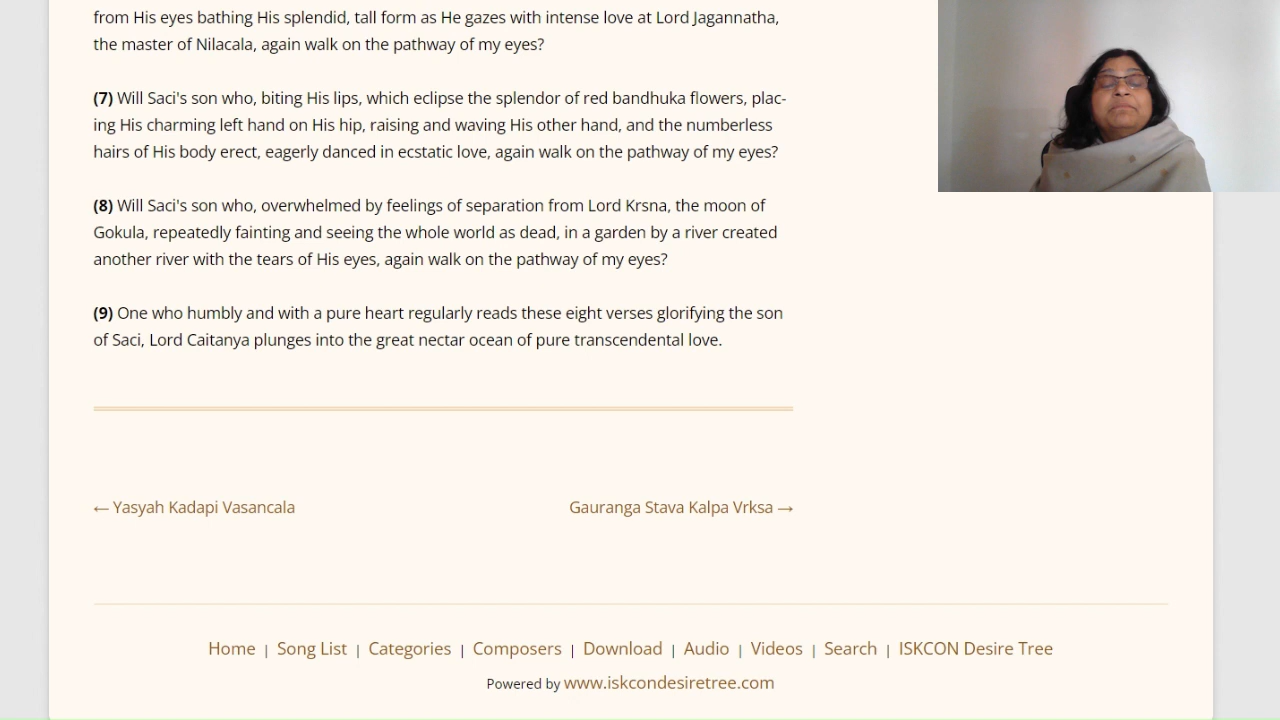 from His eyes bathing His splendid, tall form as He gazes with intense love at Lord Jagannatha,
the master of Nilacala, again walk on the pathway of my eyes?
(7) Will Saci's son who, biting His lips, which eclipse the splendor of red bandhuka flowers, plac-
ing His charming left hand on His hip, raising and waving His other hand, and the numberless
hairs of His body erect, eagerly danced in ecstatic love, again walk on the pathway of my eyes?
(8) Will Saci's son who, overwhelmed by feelings of separation from Lord Krsna, the moon of
Gokula, repeatedly fainting and seeing the whole world as dead, in a garden by a river created
another river with the tears of His eyes, again walk on the pathway of my eyes?
(9) One who humbly and with a pure heart regularly reads these eight verses glorifying the son
of Saci, Lord Caitanya plunges into the great nectar ocean of pure transcendental love.
← Yasyah Kadapi Vasancala
Gauranga Stava Kalpa Vrksa →
Home | Song List | Categories | Composers | Download | Audio | Videos | Search | ISKCON Desire Tree
Powered by www.iskcondesiretree.com